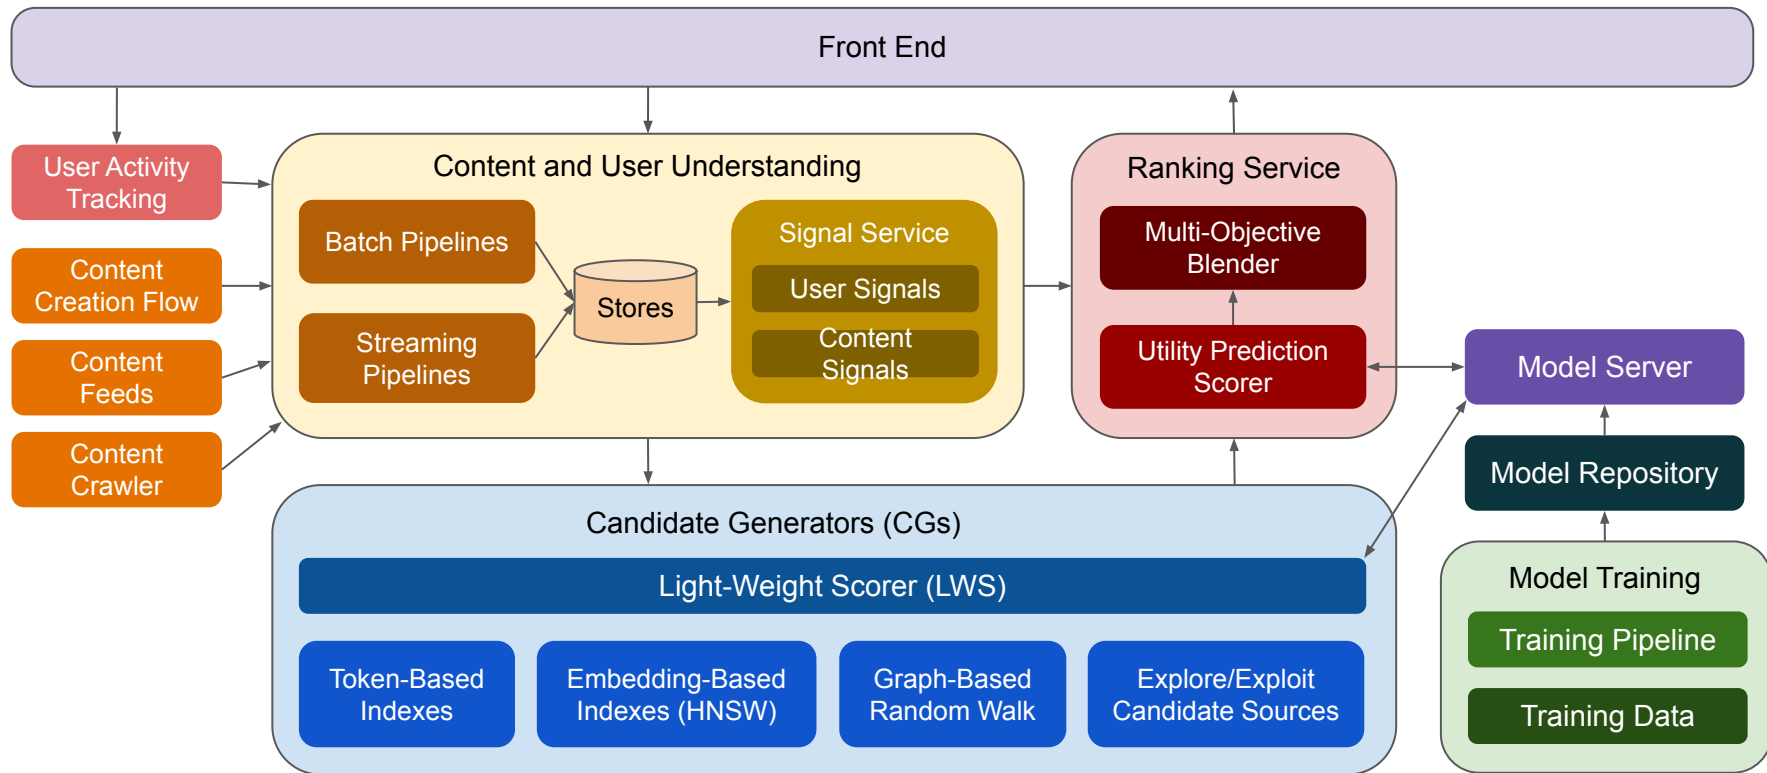 Front End
User Activity
Tracking
Content
Creation Flow
Content
Feeds
Content
Crawler
Content and User Understanding
Batch Pipelines
Streaming
Pipelines
Stores
Signal Service
User Signals
Content
Signals
Ranking Service
Multi-Objective
Blender
Utility Prediction
Scorer
Model Server
Model Repository
Model Training
Training Pipeline
Training Data
Candidate Generators (CGs)
Light-Weight Scorer (LWS)
Token-Based
Indexes
Embedding-Based
Indexes (HNSW)
Graph-Based
Random Walk
Explore/Exploit
Candidate Sources